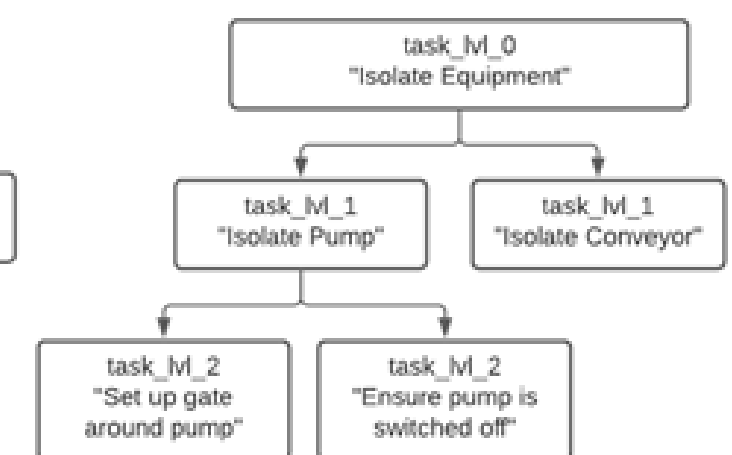 task_lvl_0
"Isolate Equipment"
task_lvl_1
"Isolate Pump"
task_lvl_1
"Isolate Conveyor"
task_lvl_2
"Set up gate
around pump"
task_lvl_2
"Ensure pump is
switched off"